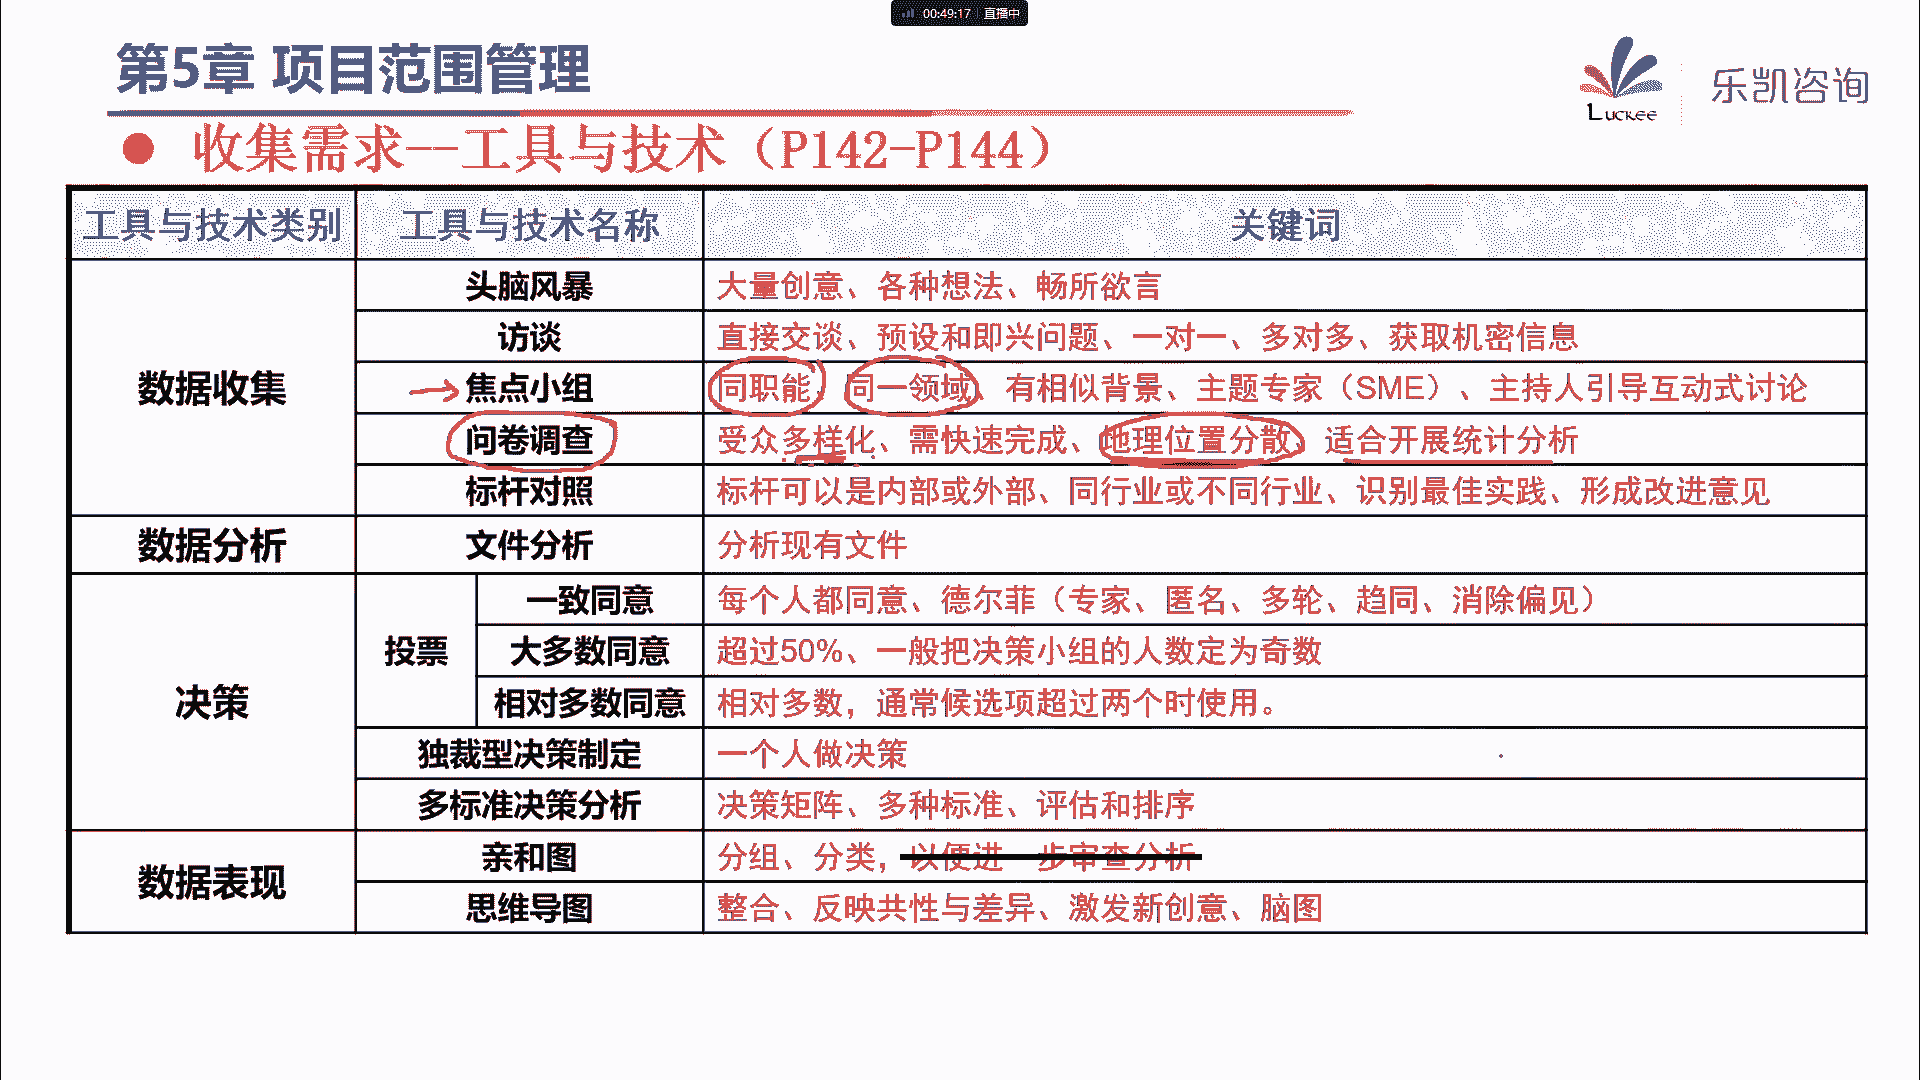 00:49:17 直播中
第5章 项目范围管理
Luckee 乐凯咨询
● 收集需求--工具与技术（P142-P144）
工具与技术类别 工具与技术名称 关键词
数据收集
头脑风暴 大量创意、各种想法、畅所欲言
访谈 直接交谈、预设和即兴问题、一对一、多对多、获取机密信息
焦点小组 同职能、同一领域、有相似背景、主题专家（SME）、主持人引导互动式讨论
问卷调查 受众多样化、需快速完成、地理位置分散、适合开展统计分析
标杆对照 标杆可以是内部或外部、同行业或不同行业、识别最佳实践、形成改进意见
数据分析 文件分析 分析现有文件
决策
投票
一致同意 每个人都同意、德尔菲（专家、匿名、多轮、趋同、消除偏见）
大多数同意 超过50%、一般把决策小组的人数定为奇数
相对多数同意 相对多数，通常候选项超过两个时使用。
独裁型决策制定 一个人做决策
多标准决策分析 决策矩阵、多种标准、评估和排序
数据表现
亲和图 分组、分类，以便进一步审查分析
思维导图 整合、反映共性与差异、激发新创意、脑图